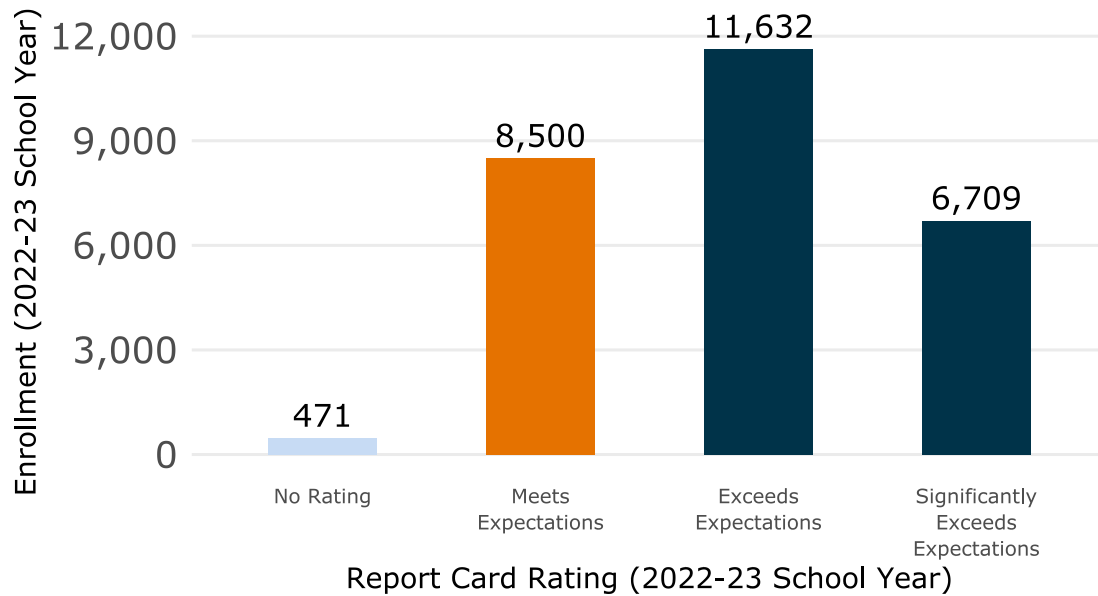 Enrollment (2022-23 School Year)
12,000
9,000
6,000
3,000
0
471
8,500
11,632
6,709
No Rating
Meets
Expectations
Exceeds
Expectations
Significantly
Exceeds
Expectations
Report Card Rating (2022-23 School Year)